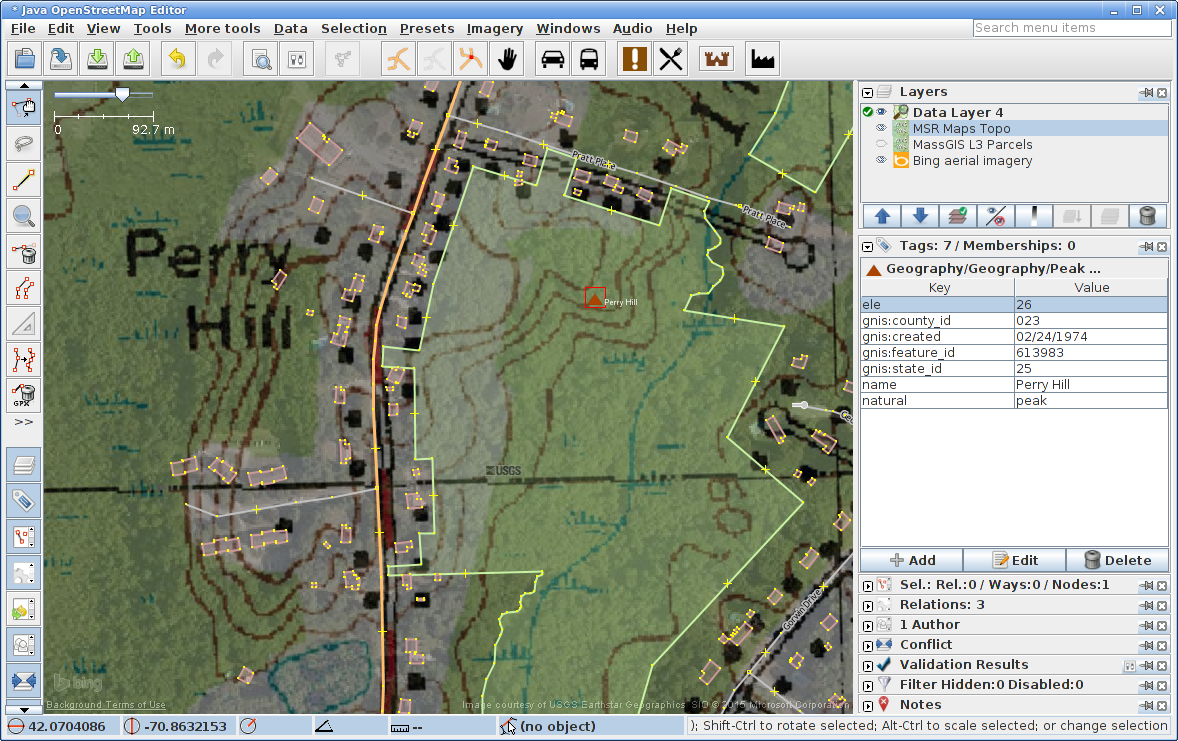 * Java OpenStreetMap Editor
File Edit View Tools More tools Data Selection Presets Imagery Windows Audio Help
Search menu items
0 92.7 m
Pratt Place
Pratt Place
Perry
Hill
Perry Hill
USGS
Gorwin Drive
bing
Background Terms of Use
Image courtesy of USGS Earthstar Geographics SIO © 2015 Microsoft Corporation
GPX
>>
Layers
Data Layer 4
MSR Maps Topo
MassGIS L3 Parcels
Bing aerial imagery
Tags: 7 / Memberships: 0
Geography/Geography/Peak ...
Key Value
ele 26
gnis:county_id 023
gnis:created 02/24/1974
gnis:feature_id 613983
gnis:state_id 25
name Perry Hill
natural peak
Add Edit Delete
Sel.: Rel.:0 / Ways:0 / Nodes:1
Relations: 3
1 Author
Conflict
Validation Results
Filter Hidden:0 Disabled:0
Notes
42.0704086 -70.8632153 -- (no object) ); Shift-Ctrl to rotate selected; Alt-Ctrl to scale selected; or change selection